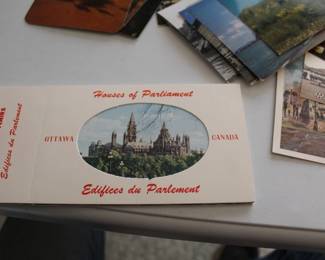 Houses of Parliament
OTTAWA
CANADA
Edifices du Parlement
Edifices du Parlement